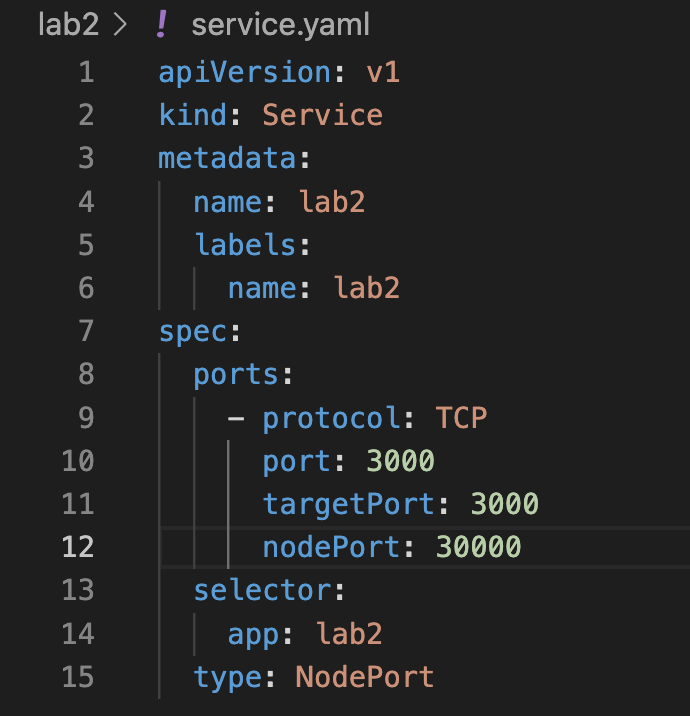 lab2 > ! service.yaml
1 apiVersion: v1
2 kind: Service
3 metadata:
4   name: lab2
5   labels:
6     name: lab2
7 spec:
8   ports:
9     - protocol: TCP
10       port: 3000
11       targetPort: 3000
12       nodePort: 30000
13   selector:
14     app: lab2
15   type: NodePort